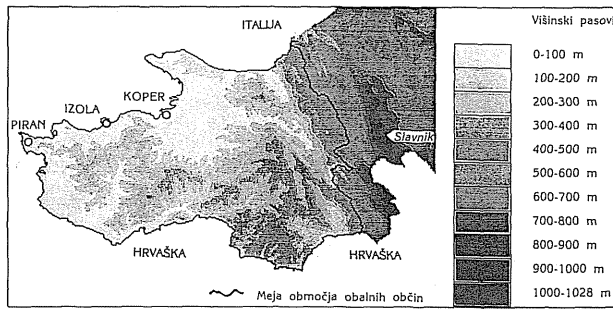 ITALIJA
KOPER
IZOLA
PIRAN
Slavnik
HRVAŠKA
HRVAŠKA
Meja območja obalnih občin
Višinski pasovi
0-100 m
100-200 m
200-300 m
300-400 m
400-500 m
500-600 m
600-700 m
700-800 m
800-900 m
900-1000 m
1000-1028 m